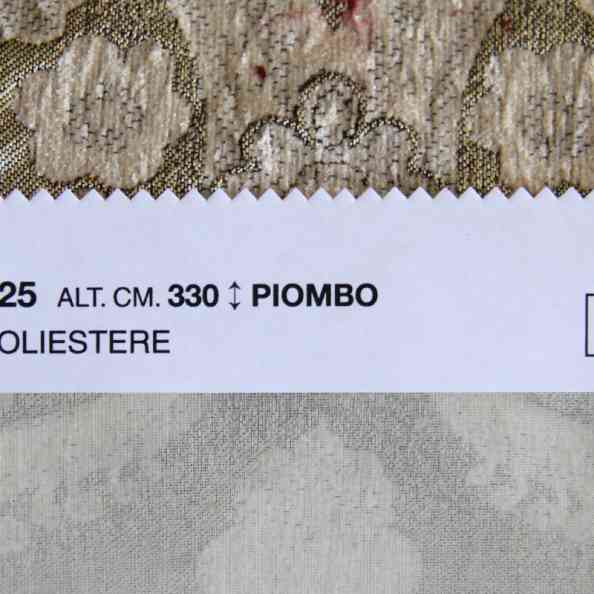 25 ALT. CM. 330 ↕ PIOMBO
OLIESTERE